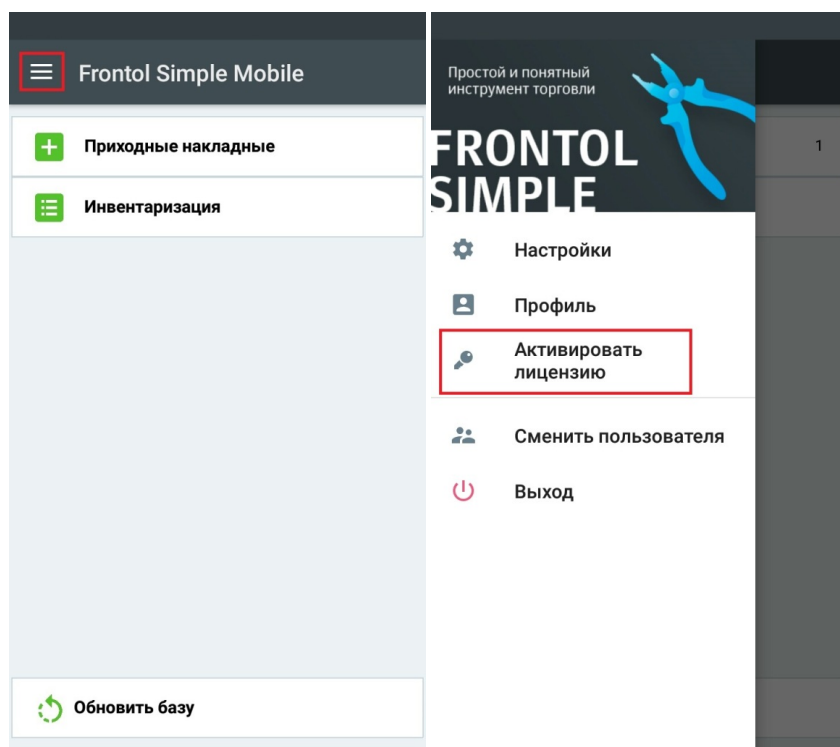 Frontol Simple Mobile
Приходные накладные
Инвентаризация
Обновить базу
Простой и понятный
инструмент торговли
FRONTOL
SIMPLE
1
Настройки
Профиль
Активировать
лицензию
Сменить пользователя
Выход